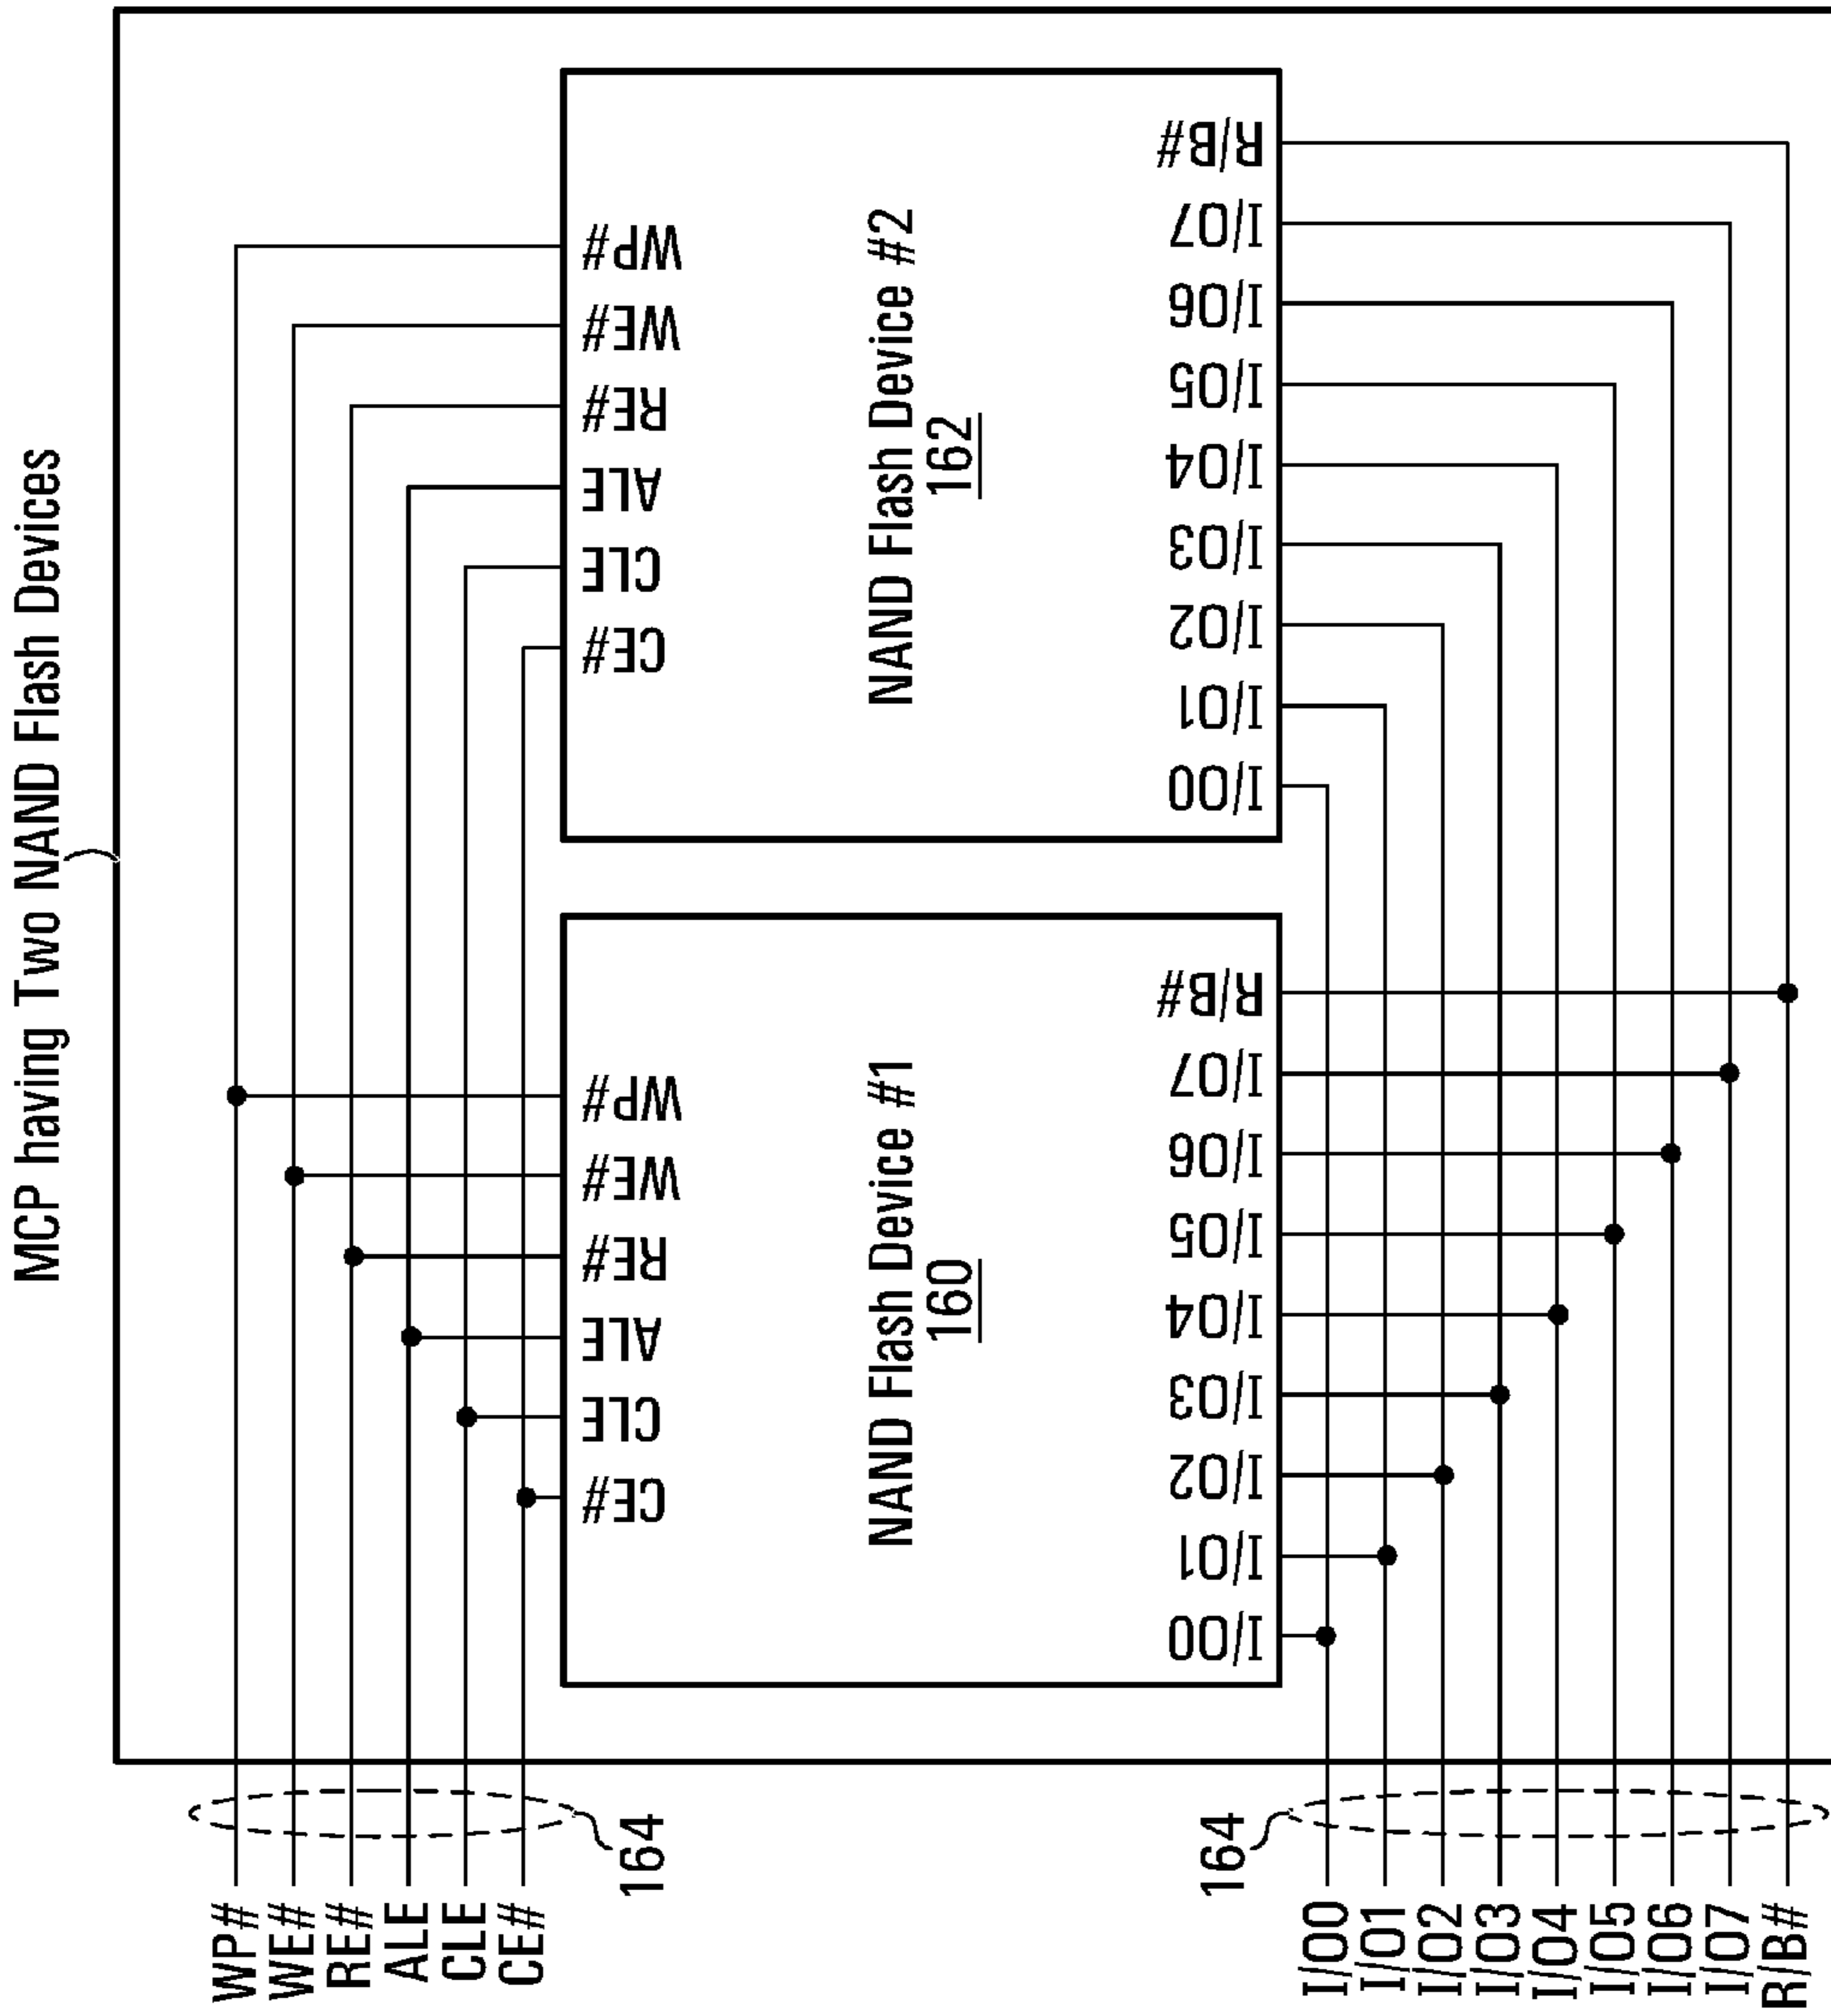 MCP having Two NAND Flash Devices
WP#
WE#
RE#
ALE
CLE
CE#
164
WP#
WE#
RE#
ALE
CLE
CE#
NAND Flash Device #1
160
I/O0
I/O1
I/O2
I/O3
I/O4
I/O5
I/O6
I/O7
R/B#
WP#
WE#
RE#
ALE
CLE
CE#
NAND Flash Device #2
162
I/O0
I/O1
I/O2
I/O3
I/O4
I/O5
I/O6
I/O7
R/B#
164
I/O0
I/O1
I/O2
I/O3
I/O4
I/O5
I/O6
I/O7
R/B#